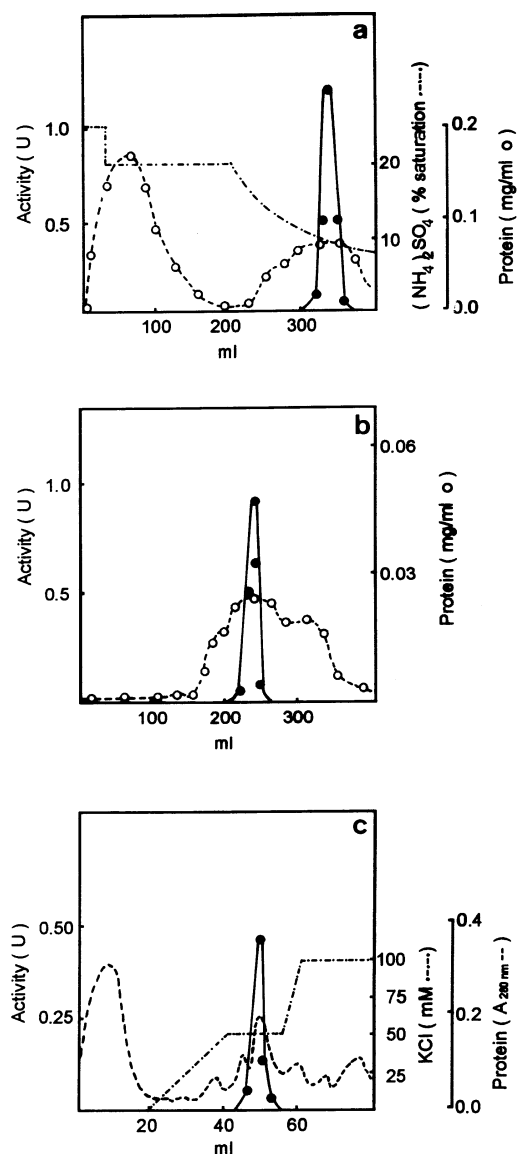 a
Activity ( U )
1.0
0.5
100
200
300
ml
20
10
( NH4 )2SO4 ( % saturation -·-·- )
0.2
0.1
0.0
Protein ( mg/ml o )
b
Activity ( U )
1.0
0.5
0
100
200
300
ml
0.06
0.03
Protein ( mg/ml o )
c
Activity ( U )
0.50
0.25
20
40
60
ml
100
75
50
25
KCl ( mM -·-·- )
0.4
0.2
0.0
Protein ( A280 nm -- )